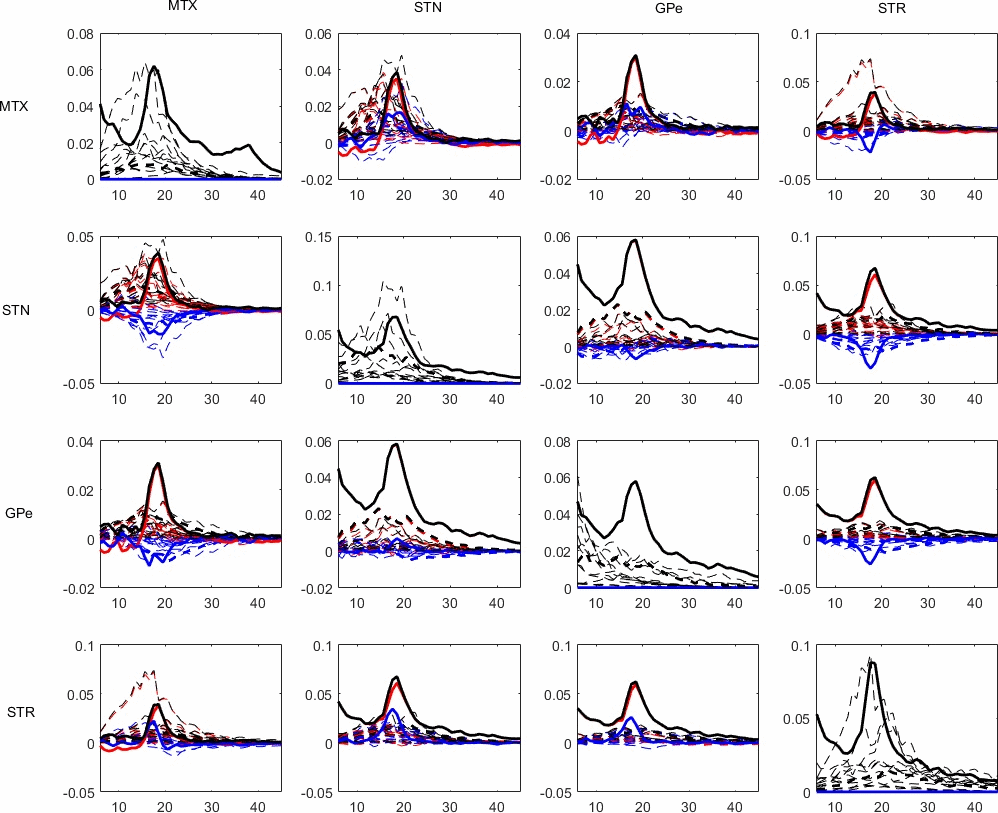 MTX STN GPe STR
0.08 0.06 0.04 0.1
0.06 0.04 0.02 0.05
MTX 0.04 0.02
0.02 0 0 0
0 -0.02 -0.02 -0.05
10 20 30 40 10 20 30 40 10 20 30 40 10 20 30 40
0.05 0.15 0.06 0.1
0.1 0.04 0.05
STN 0 0.02
0.05 0 0
-0.05 0 -0.02 -0.05
10 20 30 40 10 20 30 40 10 20 30 40 10 20 30 40
0.04 0.06 0.08 0.1
0.02 0.04 0.06 0.05
GPe 0.02 0.04
0 0 0.02 0
-0.02 -0.02 0 -0.05
10 20 30 40 10 20 30 40 10 20 30 40 10 20 30 40
0.1 0.1 0.1 0.1
0.05 0.05 0.05
STR 0.05
0 0 0
-0.05 -0.05 -0.05 0
10 20 30 40 10 20 30 40 10 20 30 40 10 20 30 40